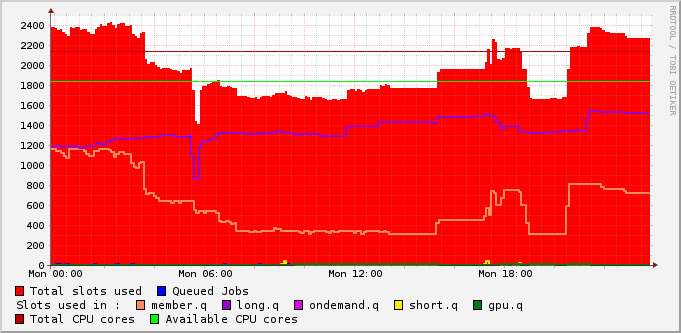 2400
2200
2000
1800
1600
1400
1200
1000
800
600
400
200
0
Mon 00:00 Mon 06:00 Mon 12:00 Mon 18:00
RRDTOOL / TOBI OETIKER
Total slots used Queued Jobs
Slots used in : member.q long.q ondemand.q short.q gpu.q
Total CPU cores Available CPU cores